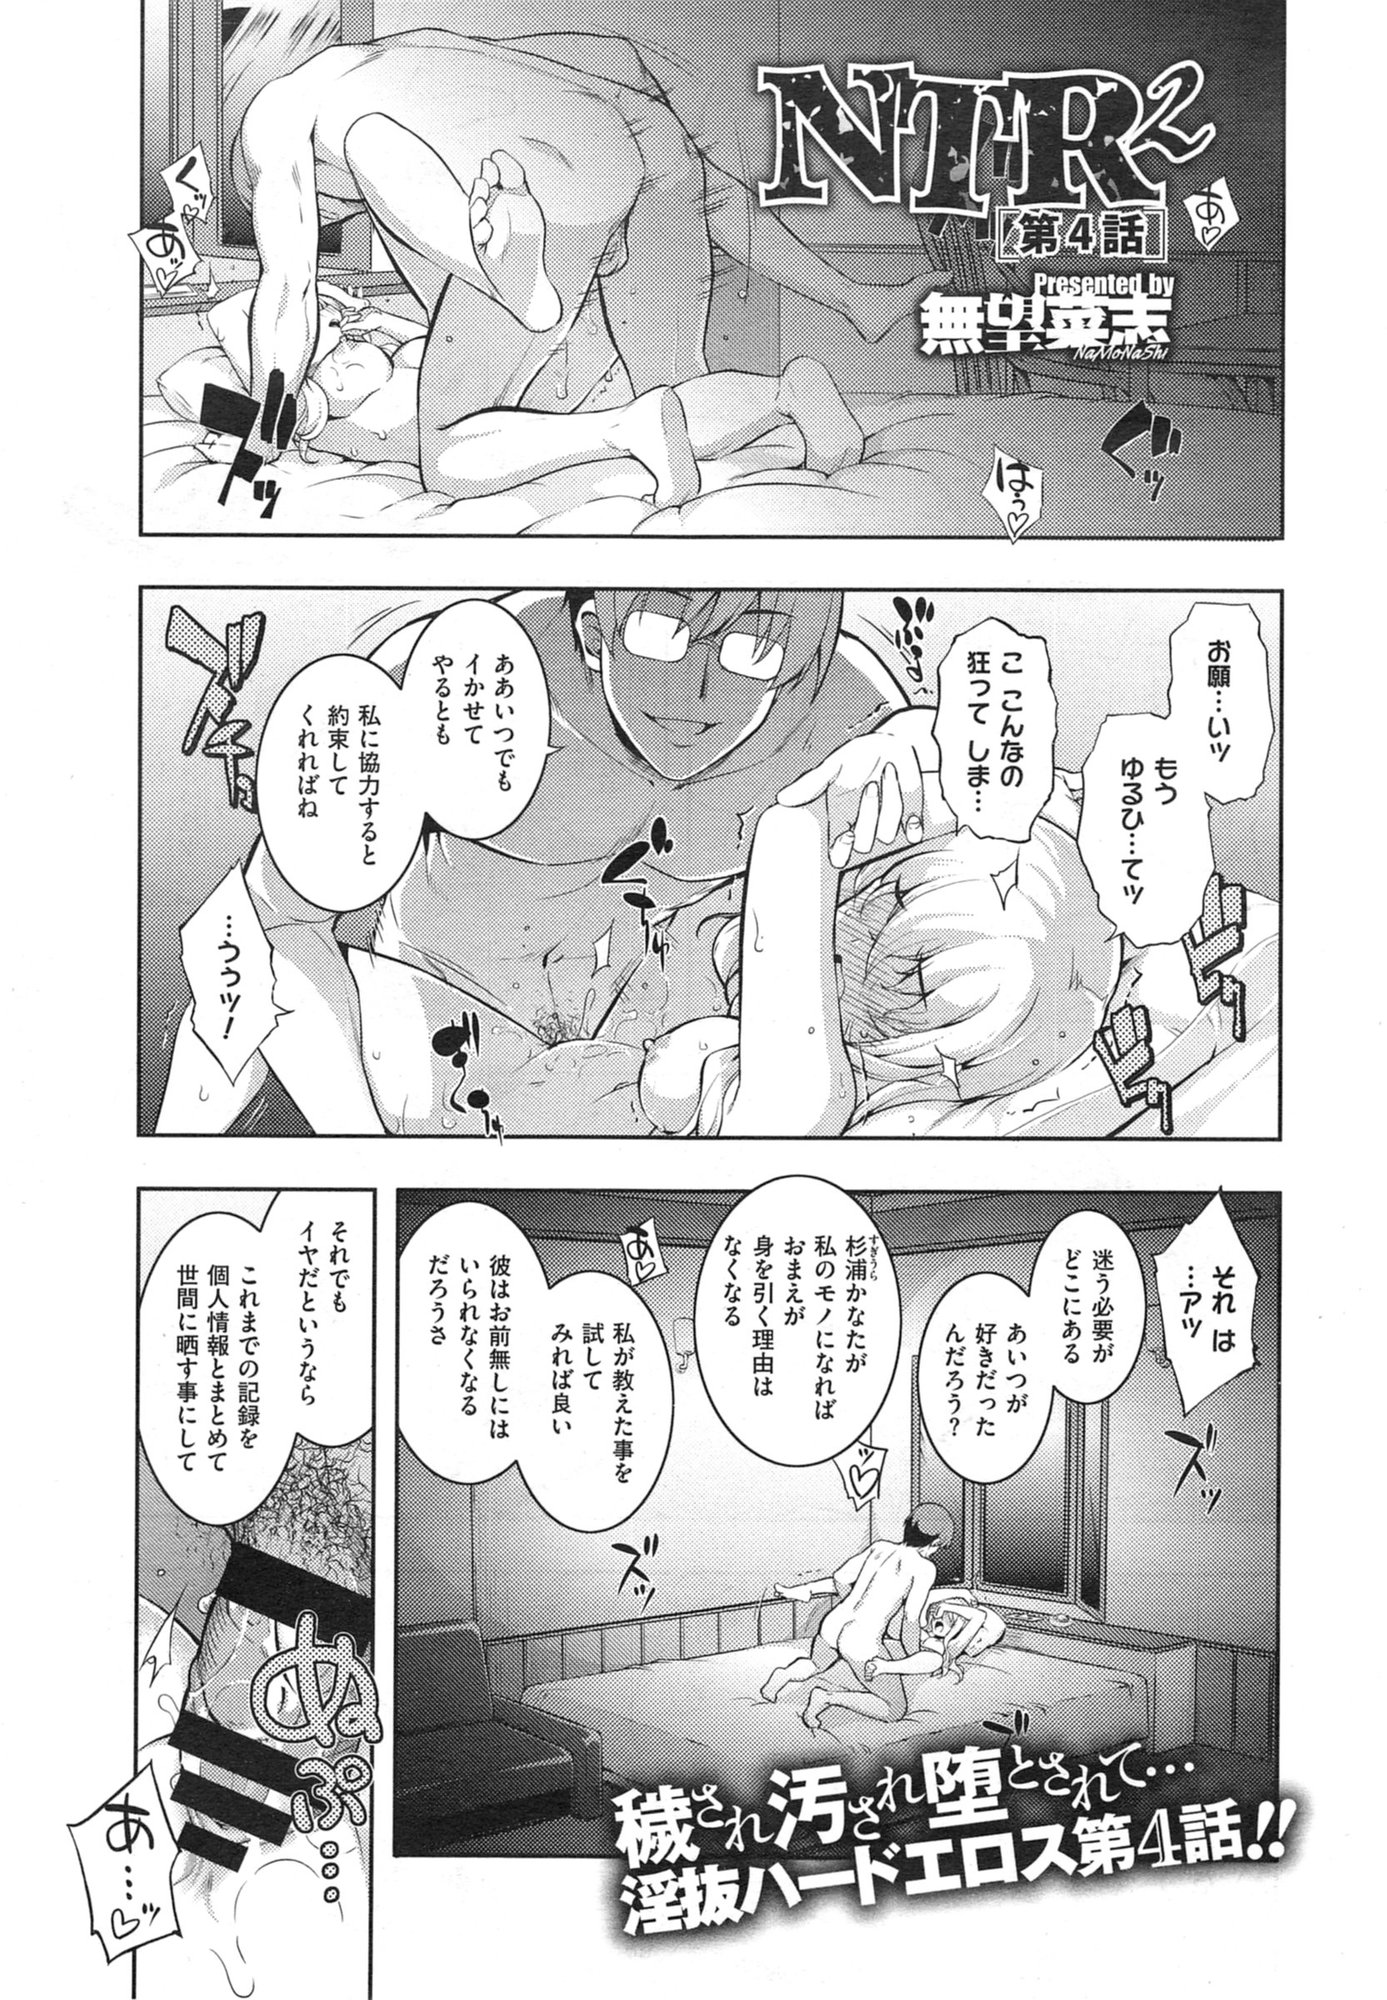 NTR2
[第4話]
Presented by
無望菜志
NaMoNaShi
あッ♡
くッ♡
あ゛ッ♡
ギシッ
はぅ♡
ぐッ
お願…いッ
もう
ゆるひ…てッ
こ こんなの
狂って しま…
ああいつでも
イかせて
やるとも
私に協力すると
約束して
くれればね
…うぅッ!
それ は
…アッ
迷う必要が
どこにある
あいつが
好きだった
んだろう?
杉浦かなたが
すぎうら
私のモノになれば
おまえが
身を引く理由は
なくなる
私が教えた事を
試して
みれば良い
彼はお前無しには
いられなくなる
だろうさ
あ♡
ッ♡
ズッ
ズッ
それでも
イヤだというなら
これまでの記録を
個人情報とまとめて
世間に晒す事にして
ぬぷ…
あ…ッ♡
穢され汚され堕とされて…
淫抜ハードエロス第4話!!